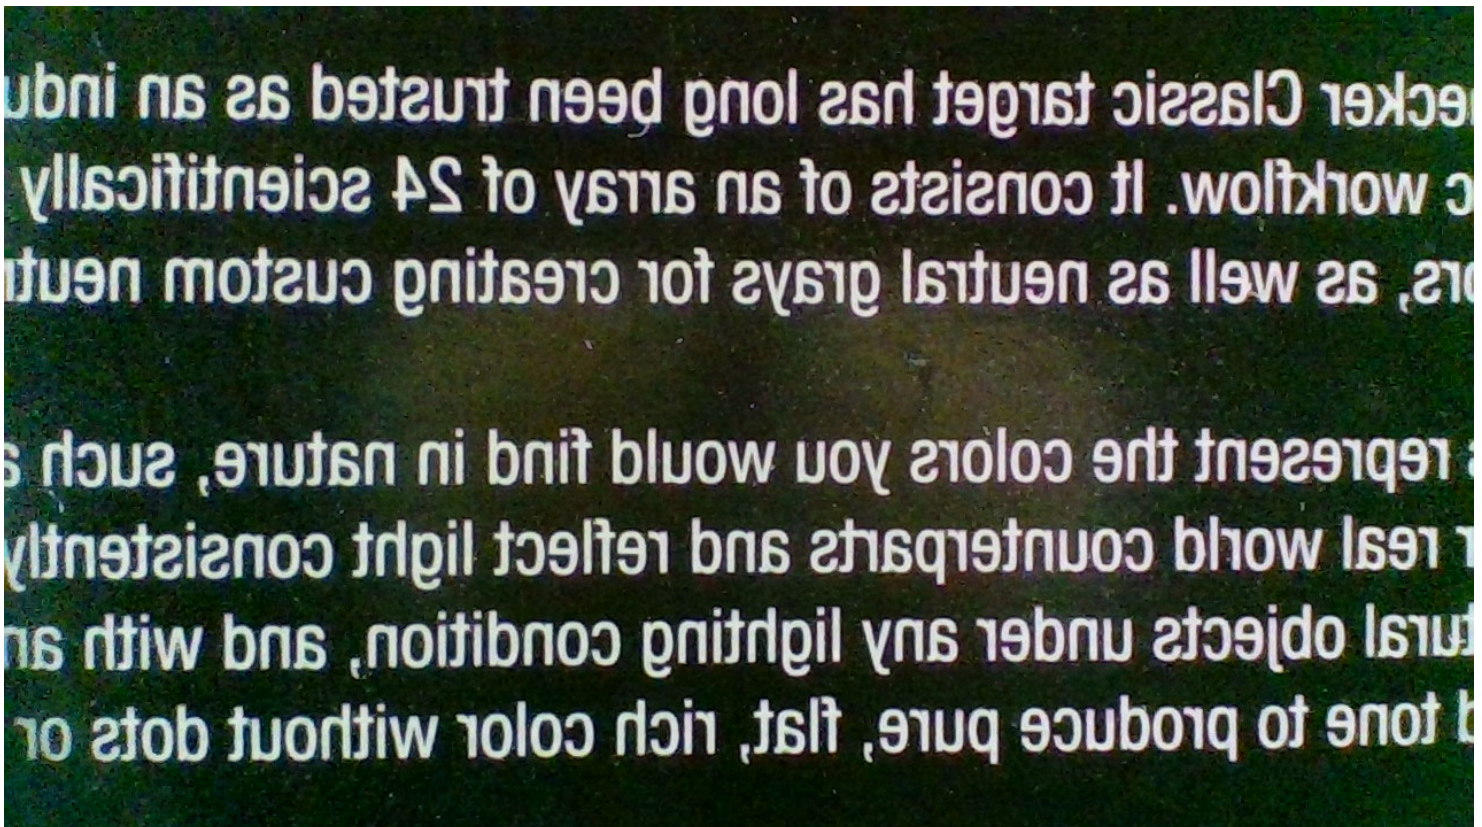 ecker Classic target has long been trusted as an indu
c workflow. It consists of an array of 24 scientifically
ors, as well as neutral grays for creating custom neutr
s represent the colors you would find in nature, such a
r real world counterparts and reflect light consistently
tural objects under any lighting condition, and with an
d tone to produce pure, flat, rich color without dots or